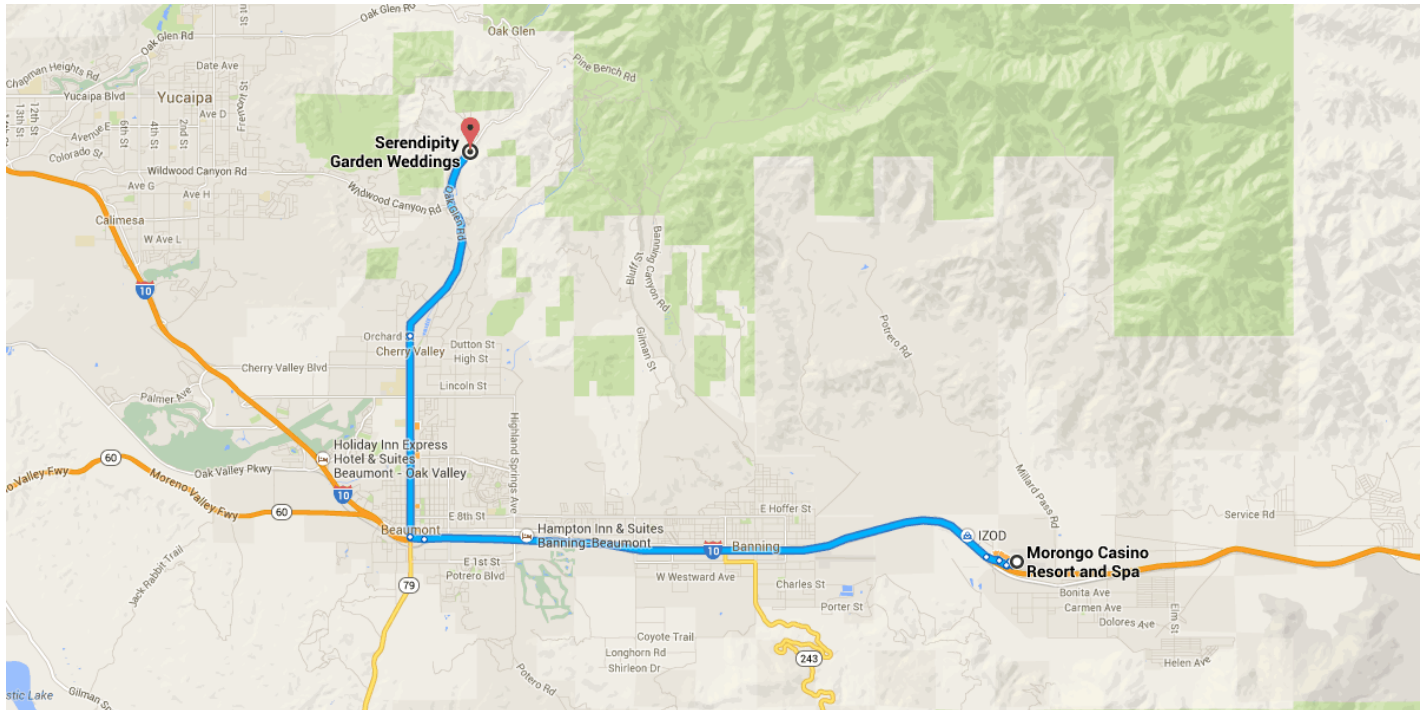 Oak Glen Rd
Oak Glen
Oak Glen Rd
Pine Bench Rd
Date Ave
Chapman Heights Rd
Yucaipa Blvd
Yucaipa
Fremont St
Ave D
12th St
13th St
6th St
4th St
2nd St
Avenue E
Colorado St
Serendipity
Garden Weddings
Wildwood Canyon Rd
Wildwood Canyon Rd
Oak Glen Rd
Ave G
Ave H
Calimesa
W Ave L
10
Bluff St
Banning Canyon Rd
Gilman St
Potrero Rd
Orchard
Cherry Valley
Dutton St
High St
Cherry Valley Blvd
Lincoln St
Palmer Ave
Highland Springs Ave
Holiday Inn Express
Hotel & Suites
Beaumont - Oak Valley
60
Moreno Valley Fwy
no Valley Fwy
Oak Valley Pkwy
10
60
E 8th St
Beaumont
Hampton Inn & Suites
Banning-Beaumont
E Hoffer St
Millard Pass Rd
Service Rd
IZOD
10
Banning
Morongo Casino
Resort and Spa
E 1st St
Potrero Blvd
W Westward Ave
Charles St
Bonita Ave
Carmen Ave
Dolores Ave
Elm St
Helen Ave
79
Jack Rabbit Trail
Porter St
Coyote Trail
Longhorn Rd
Shirleon Dr
243
Potero Rd
stic Lake
Gilman Sp